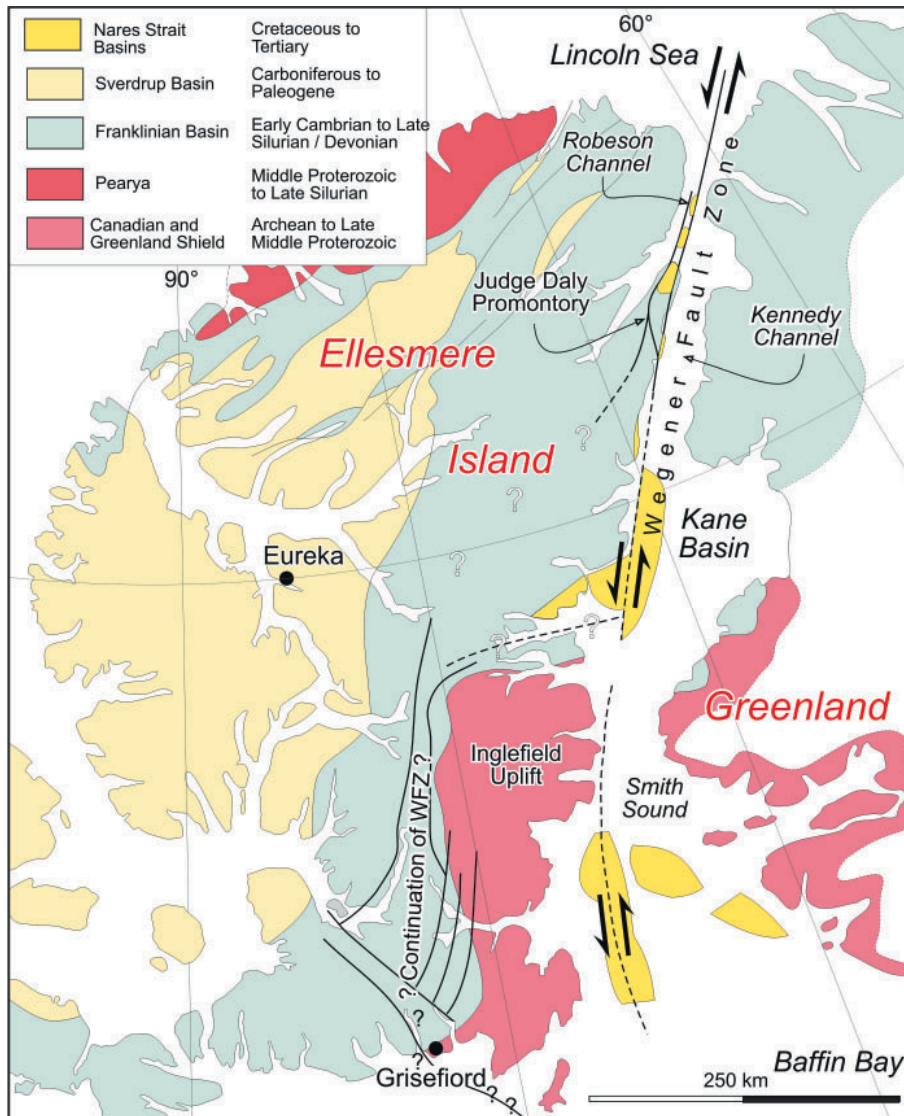 Nares Strait
Basins
Cretaceous to
Tertiary
Sverdrup Basin
Carboniferous to
Paleogene
Franklinian Basin
Early Cambrian to Late
Silurian / Devonian
Pearya
Middle Proterozoic
to Late Silurian
Canadian and
Greenland Shield
Archean to Late
Middle Proterozoic
60°
Lincoln Sea
Robeson
Channel
90°
Judge Daly
Promontory
Kennedy
Channel
Wegener Fault Zone
Ellesmere
Island
?
?
?
Kane
Basin
Eureka
?
?
Greenland
Inglefield
Uplift
Smith
Sound
? Continuation of WFZ ?
?
?
Grisefiord
? ?
Baffin Bay
250 km